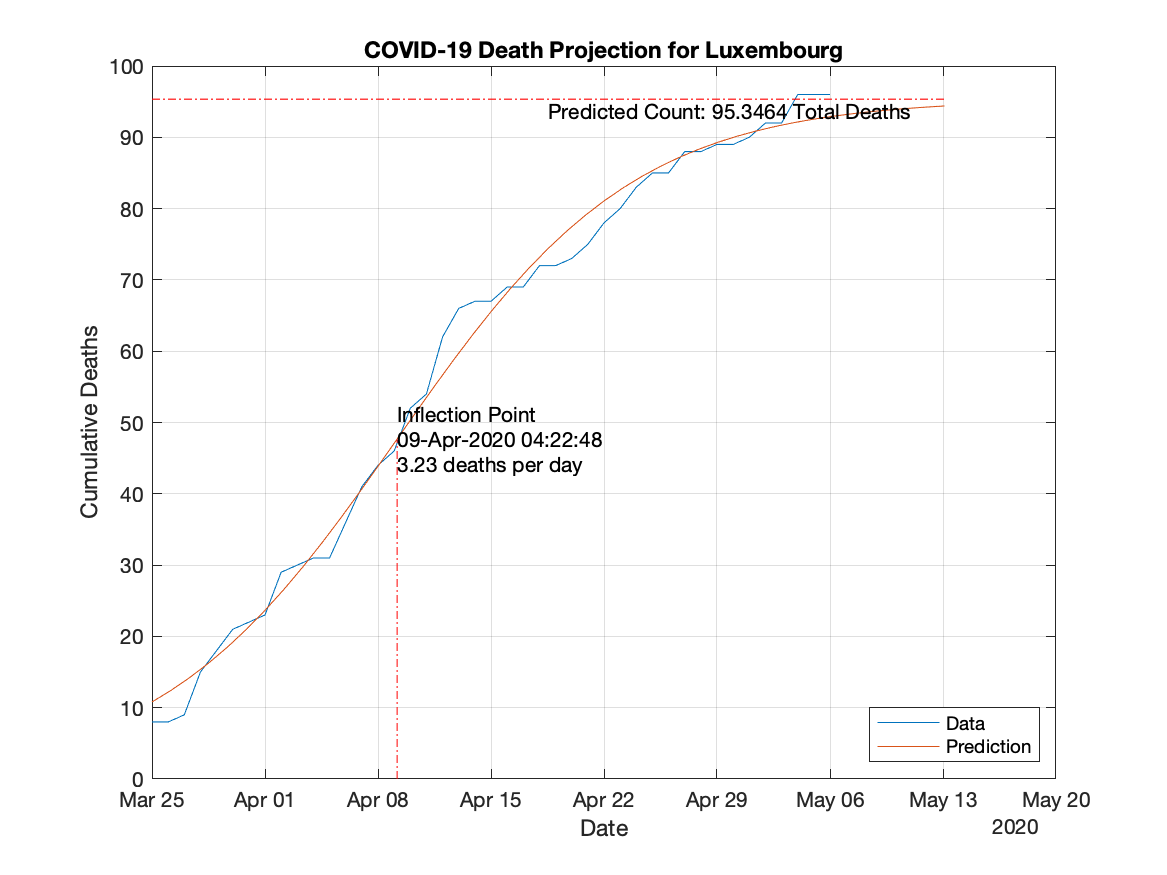 COVID-19 Death Projection for Luxembourg
100
90
80
70
60
50
40
30
20
10
0
Cumulative Deaths
Predicted Count: 95.3464 Total Deaths
Inflection Point
09-Apr-2020 04:22:48
3.23 deaths per day
Data
Prediction
Mar 25 Apr 01 Apr 08 Apr 15 Apr 22 Apr 29 May 06 May 13 May 20
Date
2020